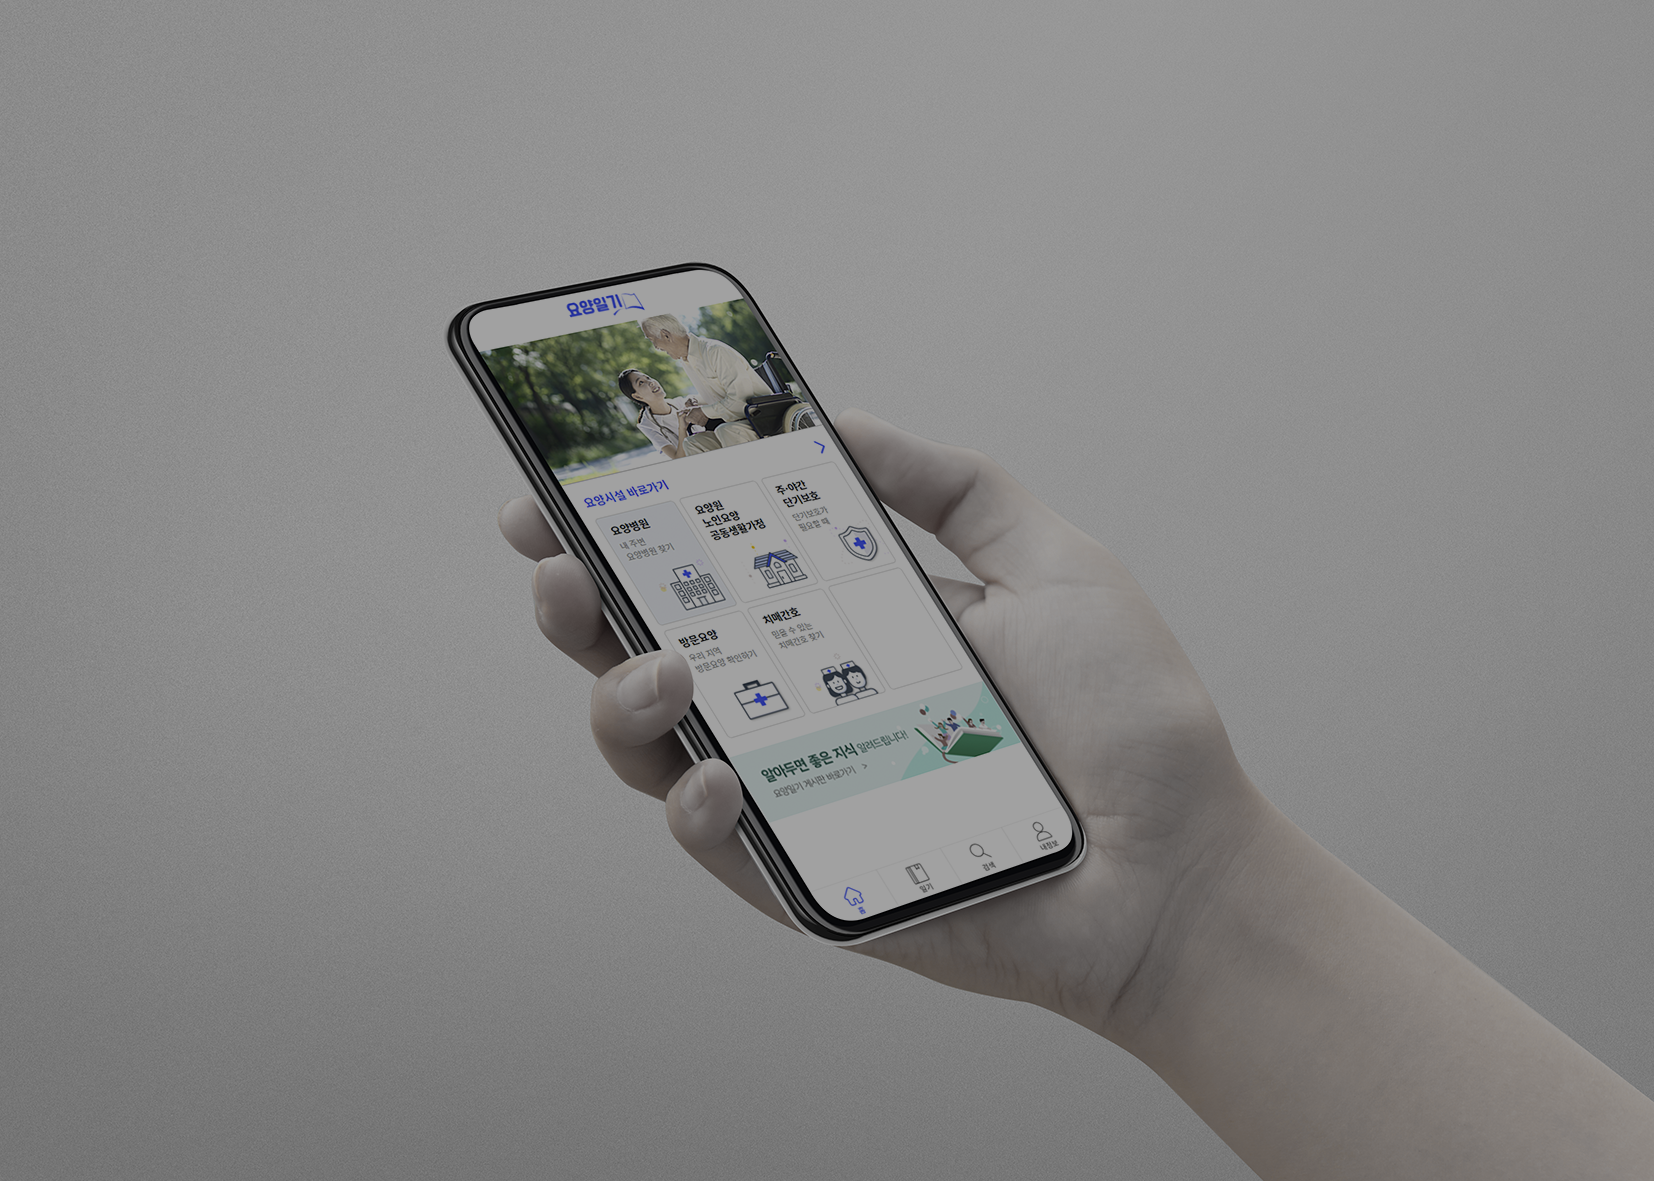 요양일기
요양시설 바로가기
요양병원
내 주변
요양병원 찾기
요양원
노인요양
공동생활가정
주·야간
단기보호
단기보호가
필요할 때
방문요양
우리 지역
방문요양 확인하기
치매간호
믿을 수 있는
치매간호 찾기
알아두면 좋은 지식 알려드립니다!
요양일기 게시판 바로가기 >
홈
일기
검색
내정보